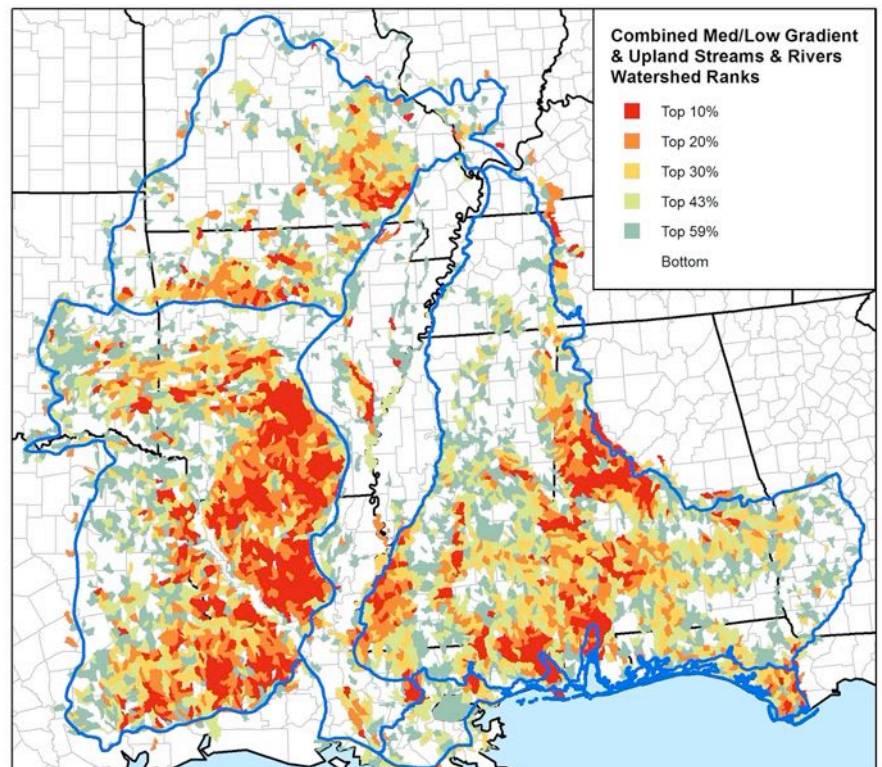 Combined Med/Low Gradient
& Upland Streams & Rivers
Watershed Ranks
Top 10%
Top 20%
Top 30%
Top 43%
Top 59%
Bottom